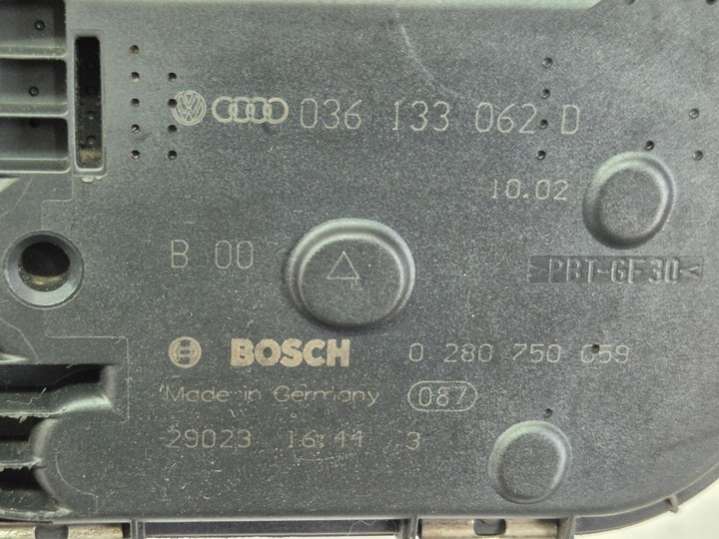 VW 036 133 062 D
10.02
B 00
>PBT-GF30<
BOSCH 0 280 750 059
Made in Germany 087
29023 16:44 3